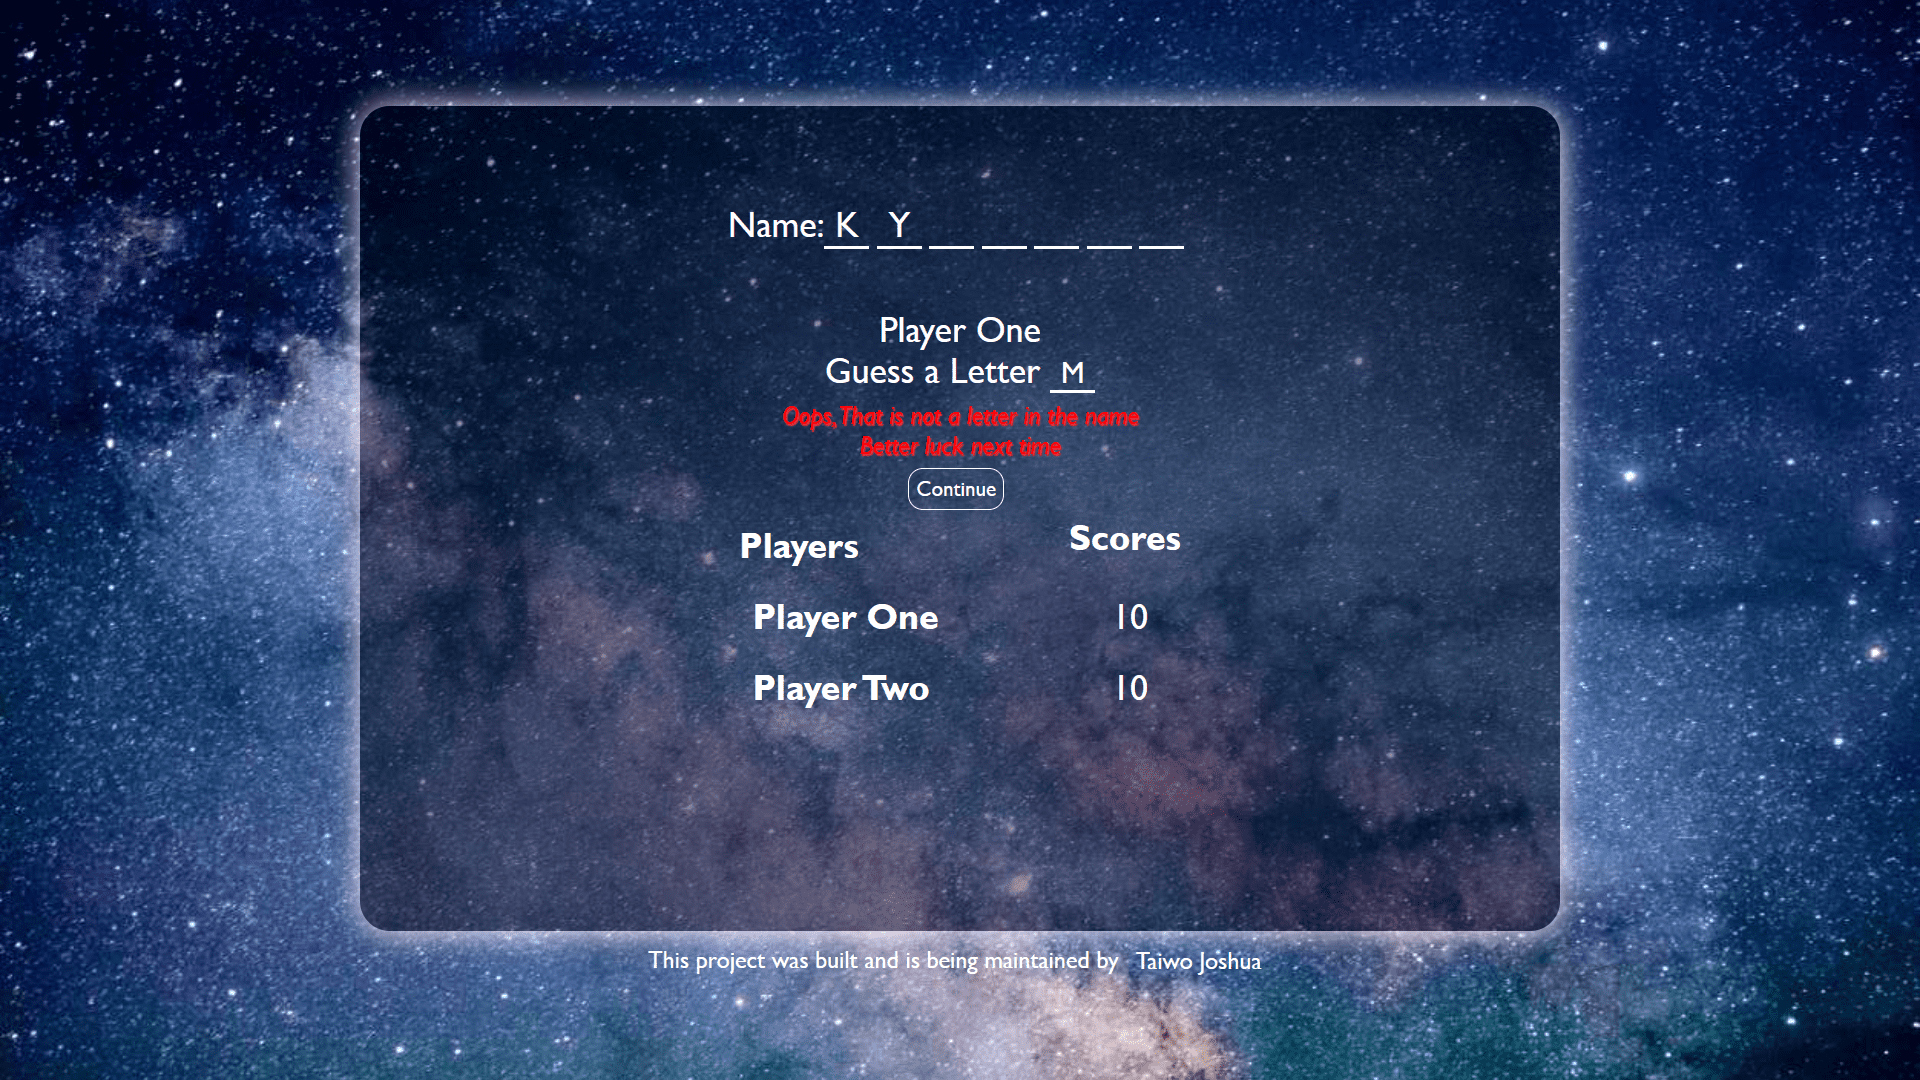 Name: K Y _ _ _ _ _
Player One
Guess a Letter M
Oops,That is not a letter in the name
Better luck next time
Continue
Players Scores
Player One 10
Player Two 10
This project was built and is being maintained by Taiwo Joshua